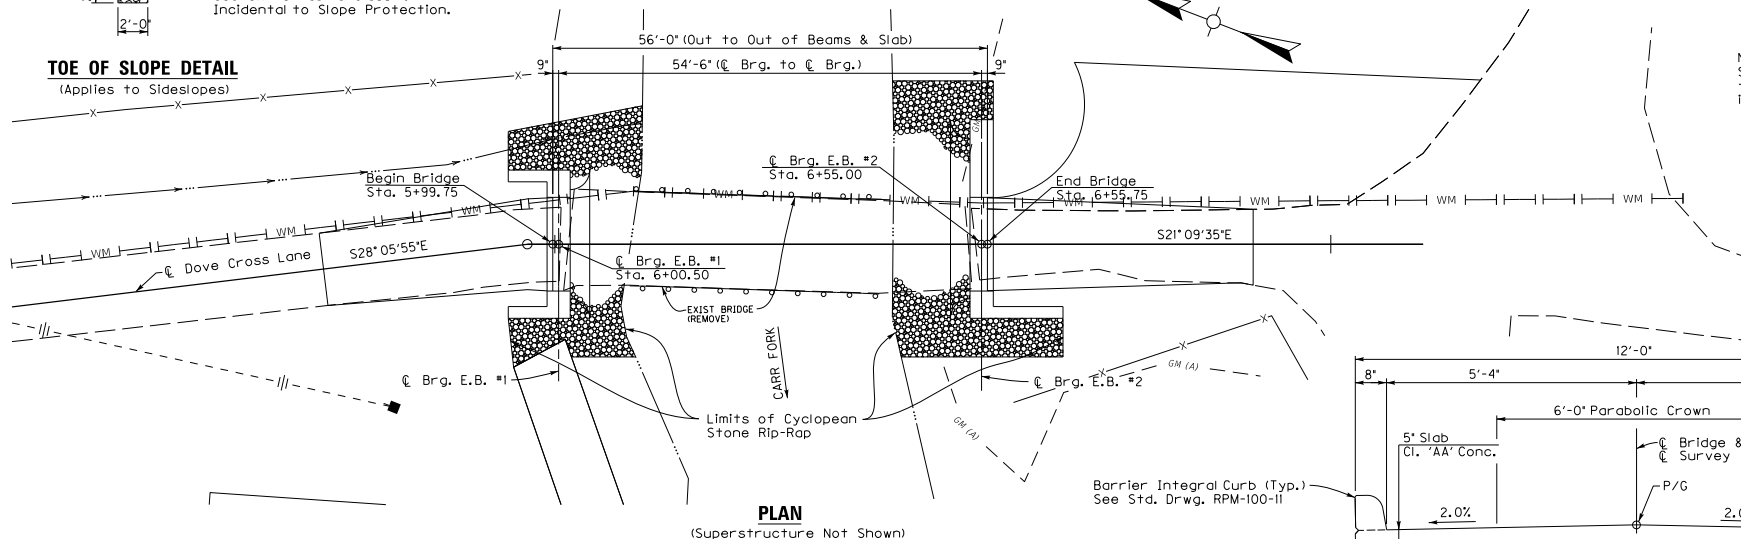 Incidental to Slope Protection.
2'-0"
TOE OF SLOPE DETAIL
(Applies to Sideslopes)
56'-0" (Out to Out of Beams & Slab)
9"
54'-6" (℄ Brg. to ℄ Brg.)
9"
GM
℄ Brg. E.B. #2
Sta. 6+55.00
Begin Bridge
Sta. 5+99.75
End Bridge
Sta. 6+55.75
WM
WM
WM
WM
WM
WM
WM
WM
WM
S28° 05'55"E
S21° 09'35"E
℄ Dove Cross Lane
℄ Brg. E.B. #1
Sta. 6+00.50
EXIST BRIDGE
(REMOVE)
CARR FORK
℄ Brg. E.B. #1
℄ Brg. E.B. #2
GM (A)
GM (A)
Limits of Cyclopean
Stone Rip-Rap
12'-0"
8"
5'-4"
6'-0" Parabolic Crown
5" Slab
Cl. 'AA' Conc.
℄ Bridge &
℄ Survey
P/G
Barrier Integral Curb (Typ.)
See Std. Drwg. RPM-100-11
2.0%
PLAN
(Superstructure Not Shown)